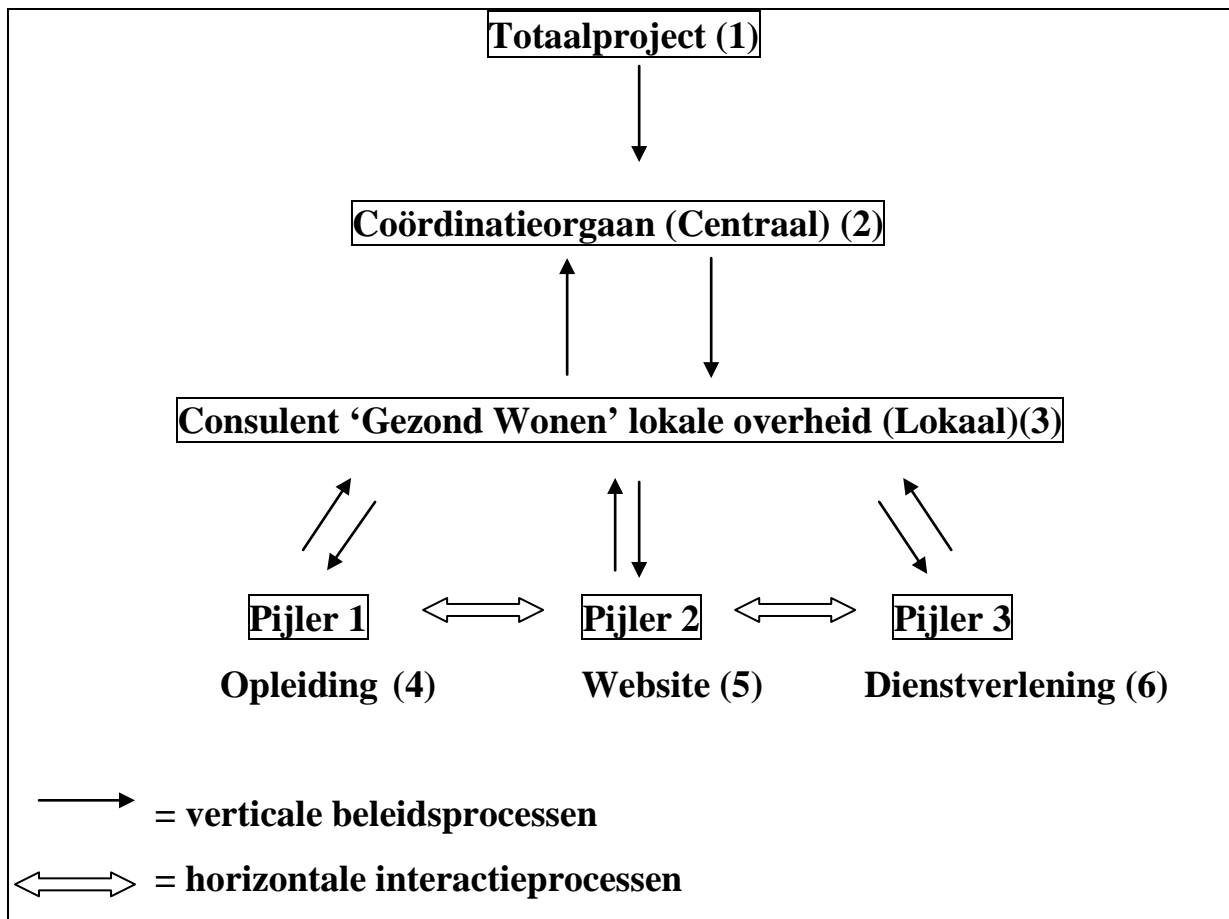 Totaalproject (1)
Coördinatieorgaan (Centraal) (2)
Consulent ‘Gezond Wonen’ lokale overheid (Lokaal)(3)
Pijler 1 Pijler 2 Pijler 3
Opleiding (4) Website (5) Dienstverlening (6)
= verticale beleidsprocessen
= horizontale interactieprocessen